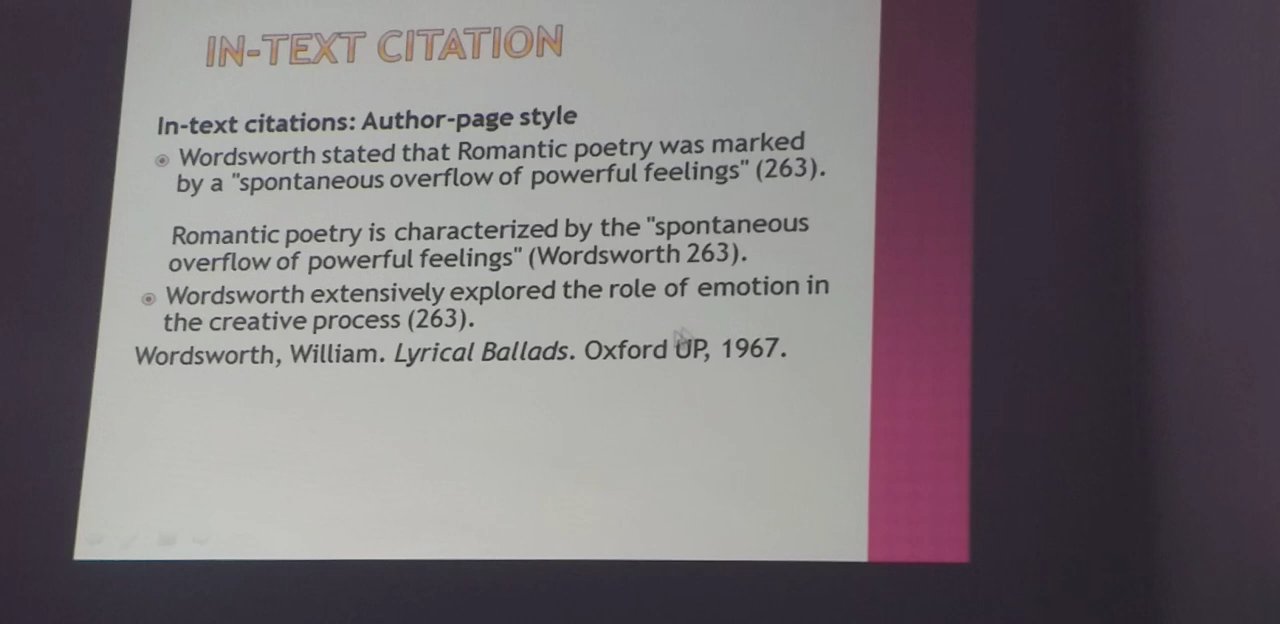 IN-TEXT CITATION
In-text citations: Author-page style
Wordsworth stated that Romantic poetry was marked
by a "spontaneous overflow of powerful feelings" (263).
Romantic poetry is characterized by the "spontaneous
overflow of powerful feelings" (Wordsworth 263).
Wordsworth extensively explored the role of emotion in
the creative process (263).
Wordsworth, William. Lyrical Ballads. Oxford UP, 1967.